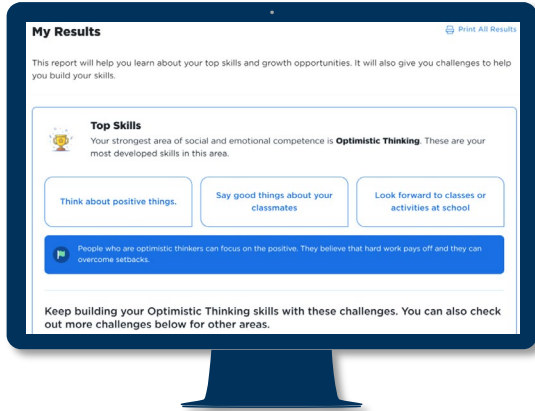 My Results
Print All Results
This report will help you learn about your top skills and growth opportunities. It will also give you challenges to help
you build your skills.
Top Skills
Your strongest area of social and emotional competence is Optimistic Thinking. These are your
most developed skills in this area.
Think about positive things.
Say good things about your
classmates
Look forward to classes or
activities at school
People who are optimistic thinkers can focus on the positive. They believe that hard work pays off and they can
overcome setbacks.
Keep building your Optimistic Thinking skills with these challenges. You can also check
out more challenges below for other areas.